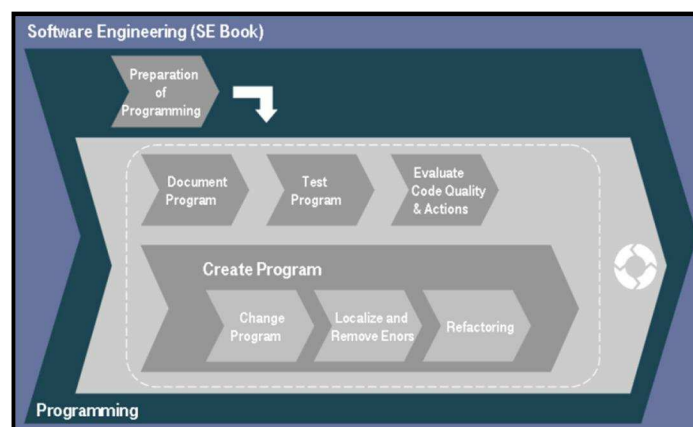 Software Engineering (SE Book)
Preparation
of
Programming
Document
Program
Test
Program
Evaluate
Code Quality
& Actions
Create Program
Change
Program
Localize and
Remove Enors
Refactoring
Programming